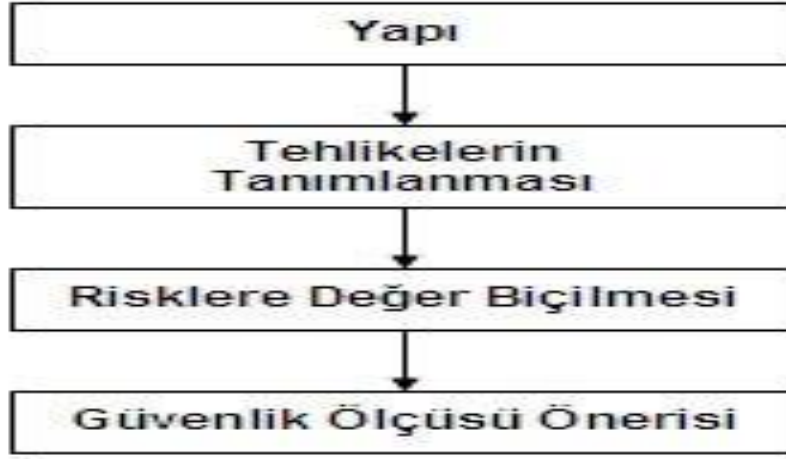 Yapı
Tehlikelerin
Tanımlanması
Risklere Değer Biçilmesi
Güvenlik Ölçüsü Önerisi